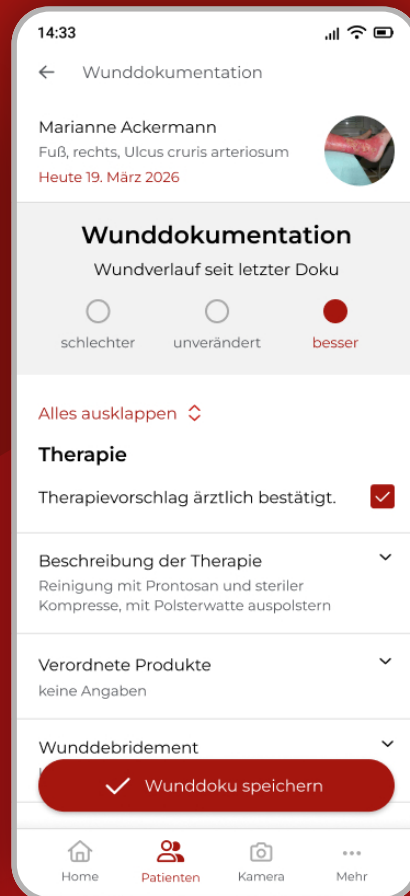 14:33
Wunddokumentation
Marianne Ackermann
Fuß, rechts, Ulcus cruris arteriosum
Heute 19. März 2026
Wunddokumentation
Wundverlauf seit letzter Doku
schlechter unverändert besser
Alles ausklappen
Therapie
Therapievorschlag ärztlich bestätigt.
Beschreibung der Therapie
Reinigung mit Prontosan und steriler
Kompresse, mit Polsterwatte auspolstern
Verordnete Produkte
keine Angaben
Wunddebridement
Wunddoku speichern
Home Patienten Kamera Mehr